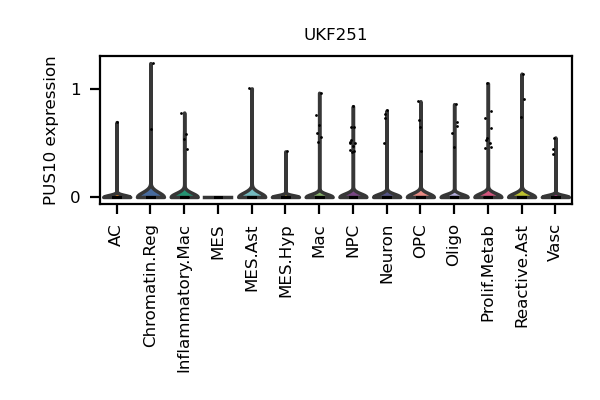 UKF251
PUS10 expression
1
0
AC
Chromatin.Reg
Inflammatory.Mac
MES
MES.Ast
MES.Hyp
Mac
NPC
Neuron
OPC
Oligo
Prolif.Metab
Reactive.Ast
Vasc